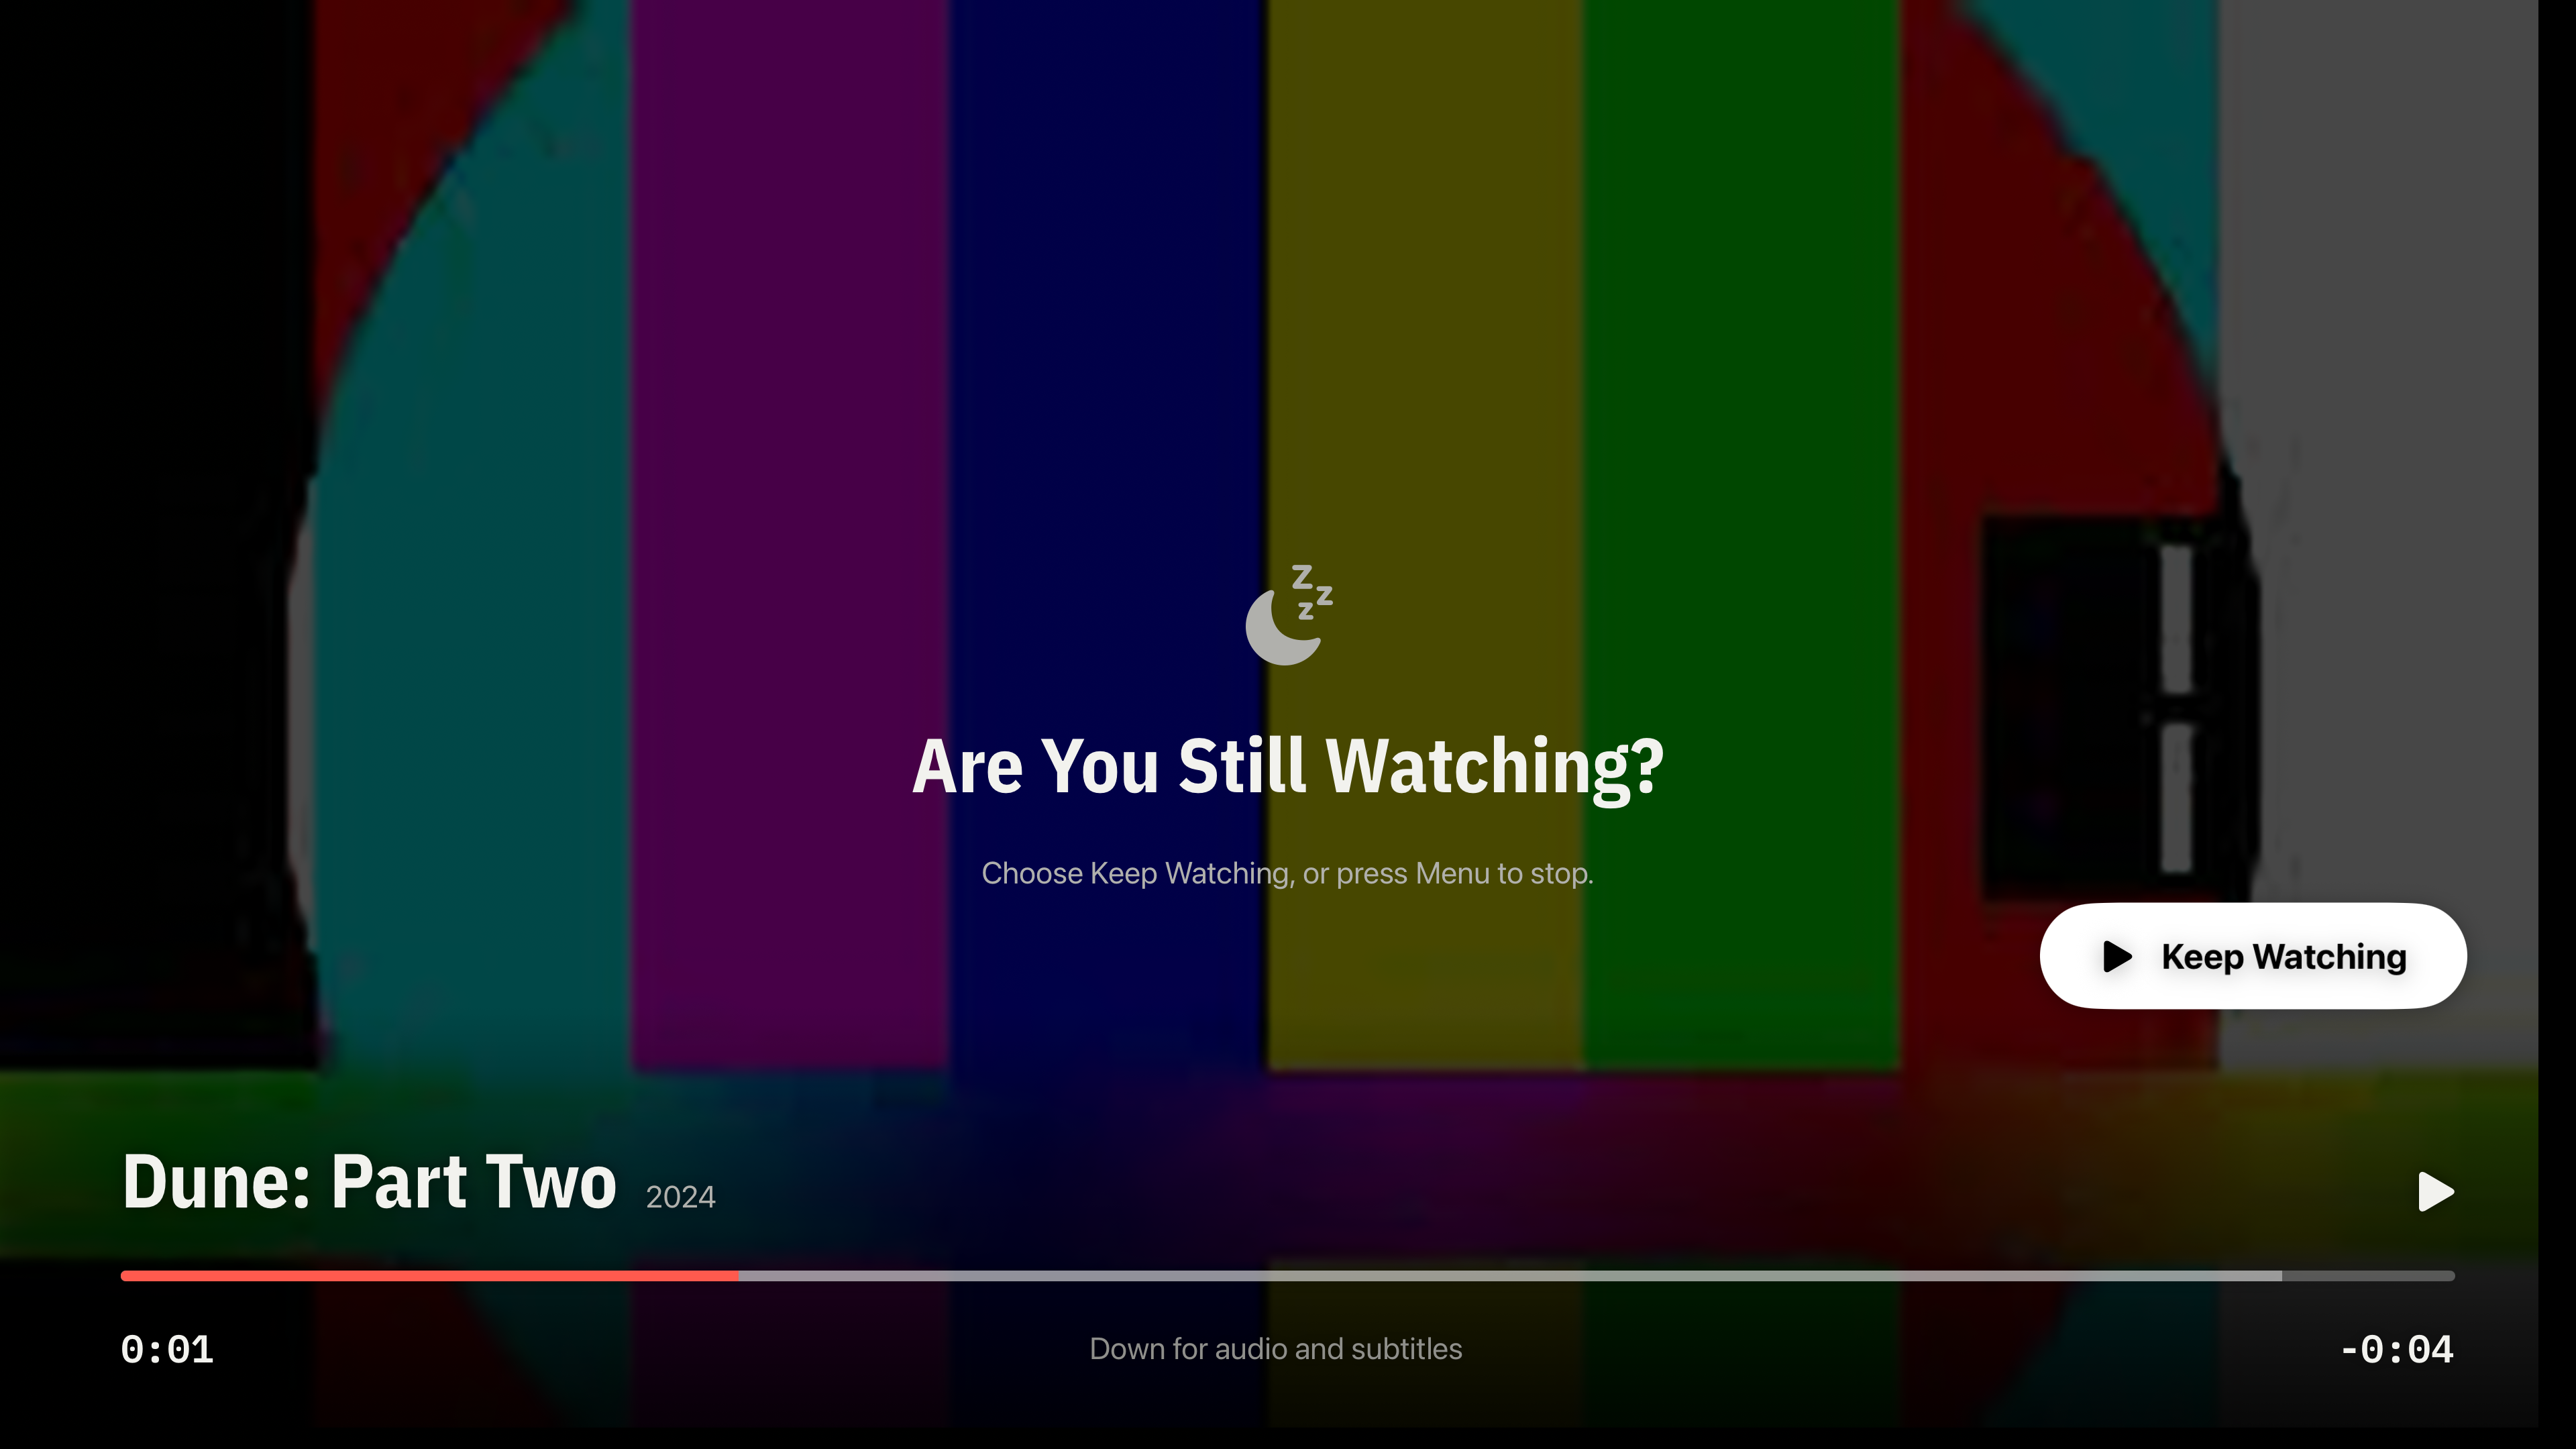 z
z
z
Are You Still Watching?
Choose Keep Watching, or press Menu to stop.
Keep Watching
Dune: Part Two 2024
0:01 Down for audio and subtitles -0:04